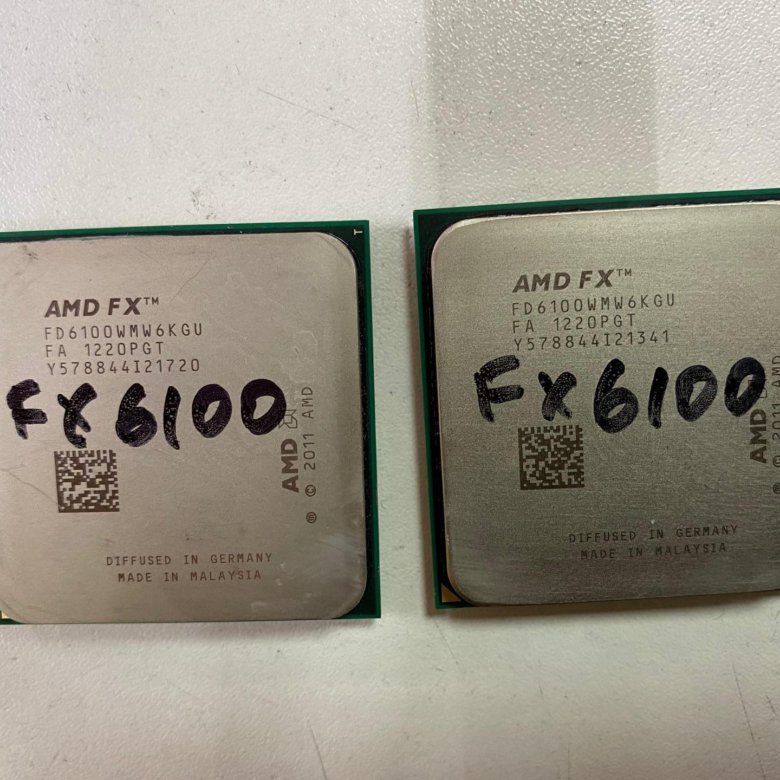 AMD FX™
FD6100WMW6KGU
FA 1220PGT
Y578844I21720
FX6100
AMD
© 2011 AMD
DIFFUSED IN GERMANY
MADE IN MALAYSIA
T
AMD FX™
FD6100WMW6KGU
FA 1220PGT
Y578844I21341
FX6100
AMD
© 2011 AMD
DIFFUSED IN GERMANY
MADE IN MALAYSIA